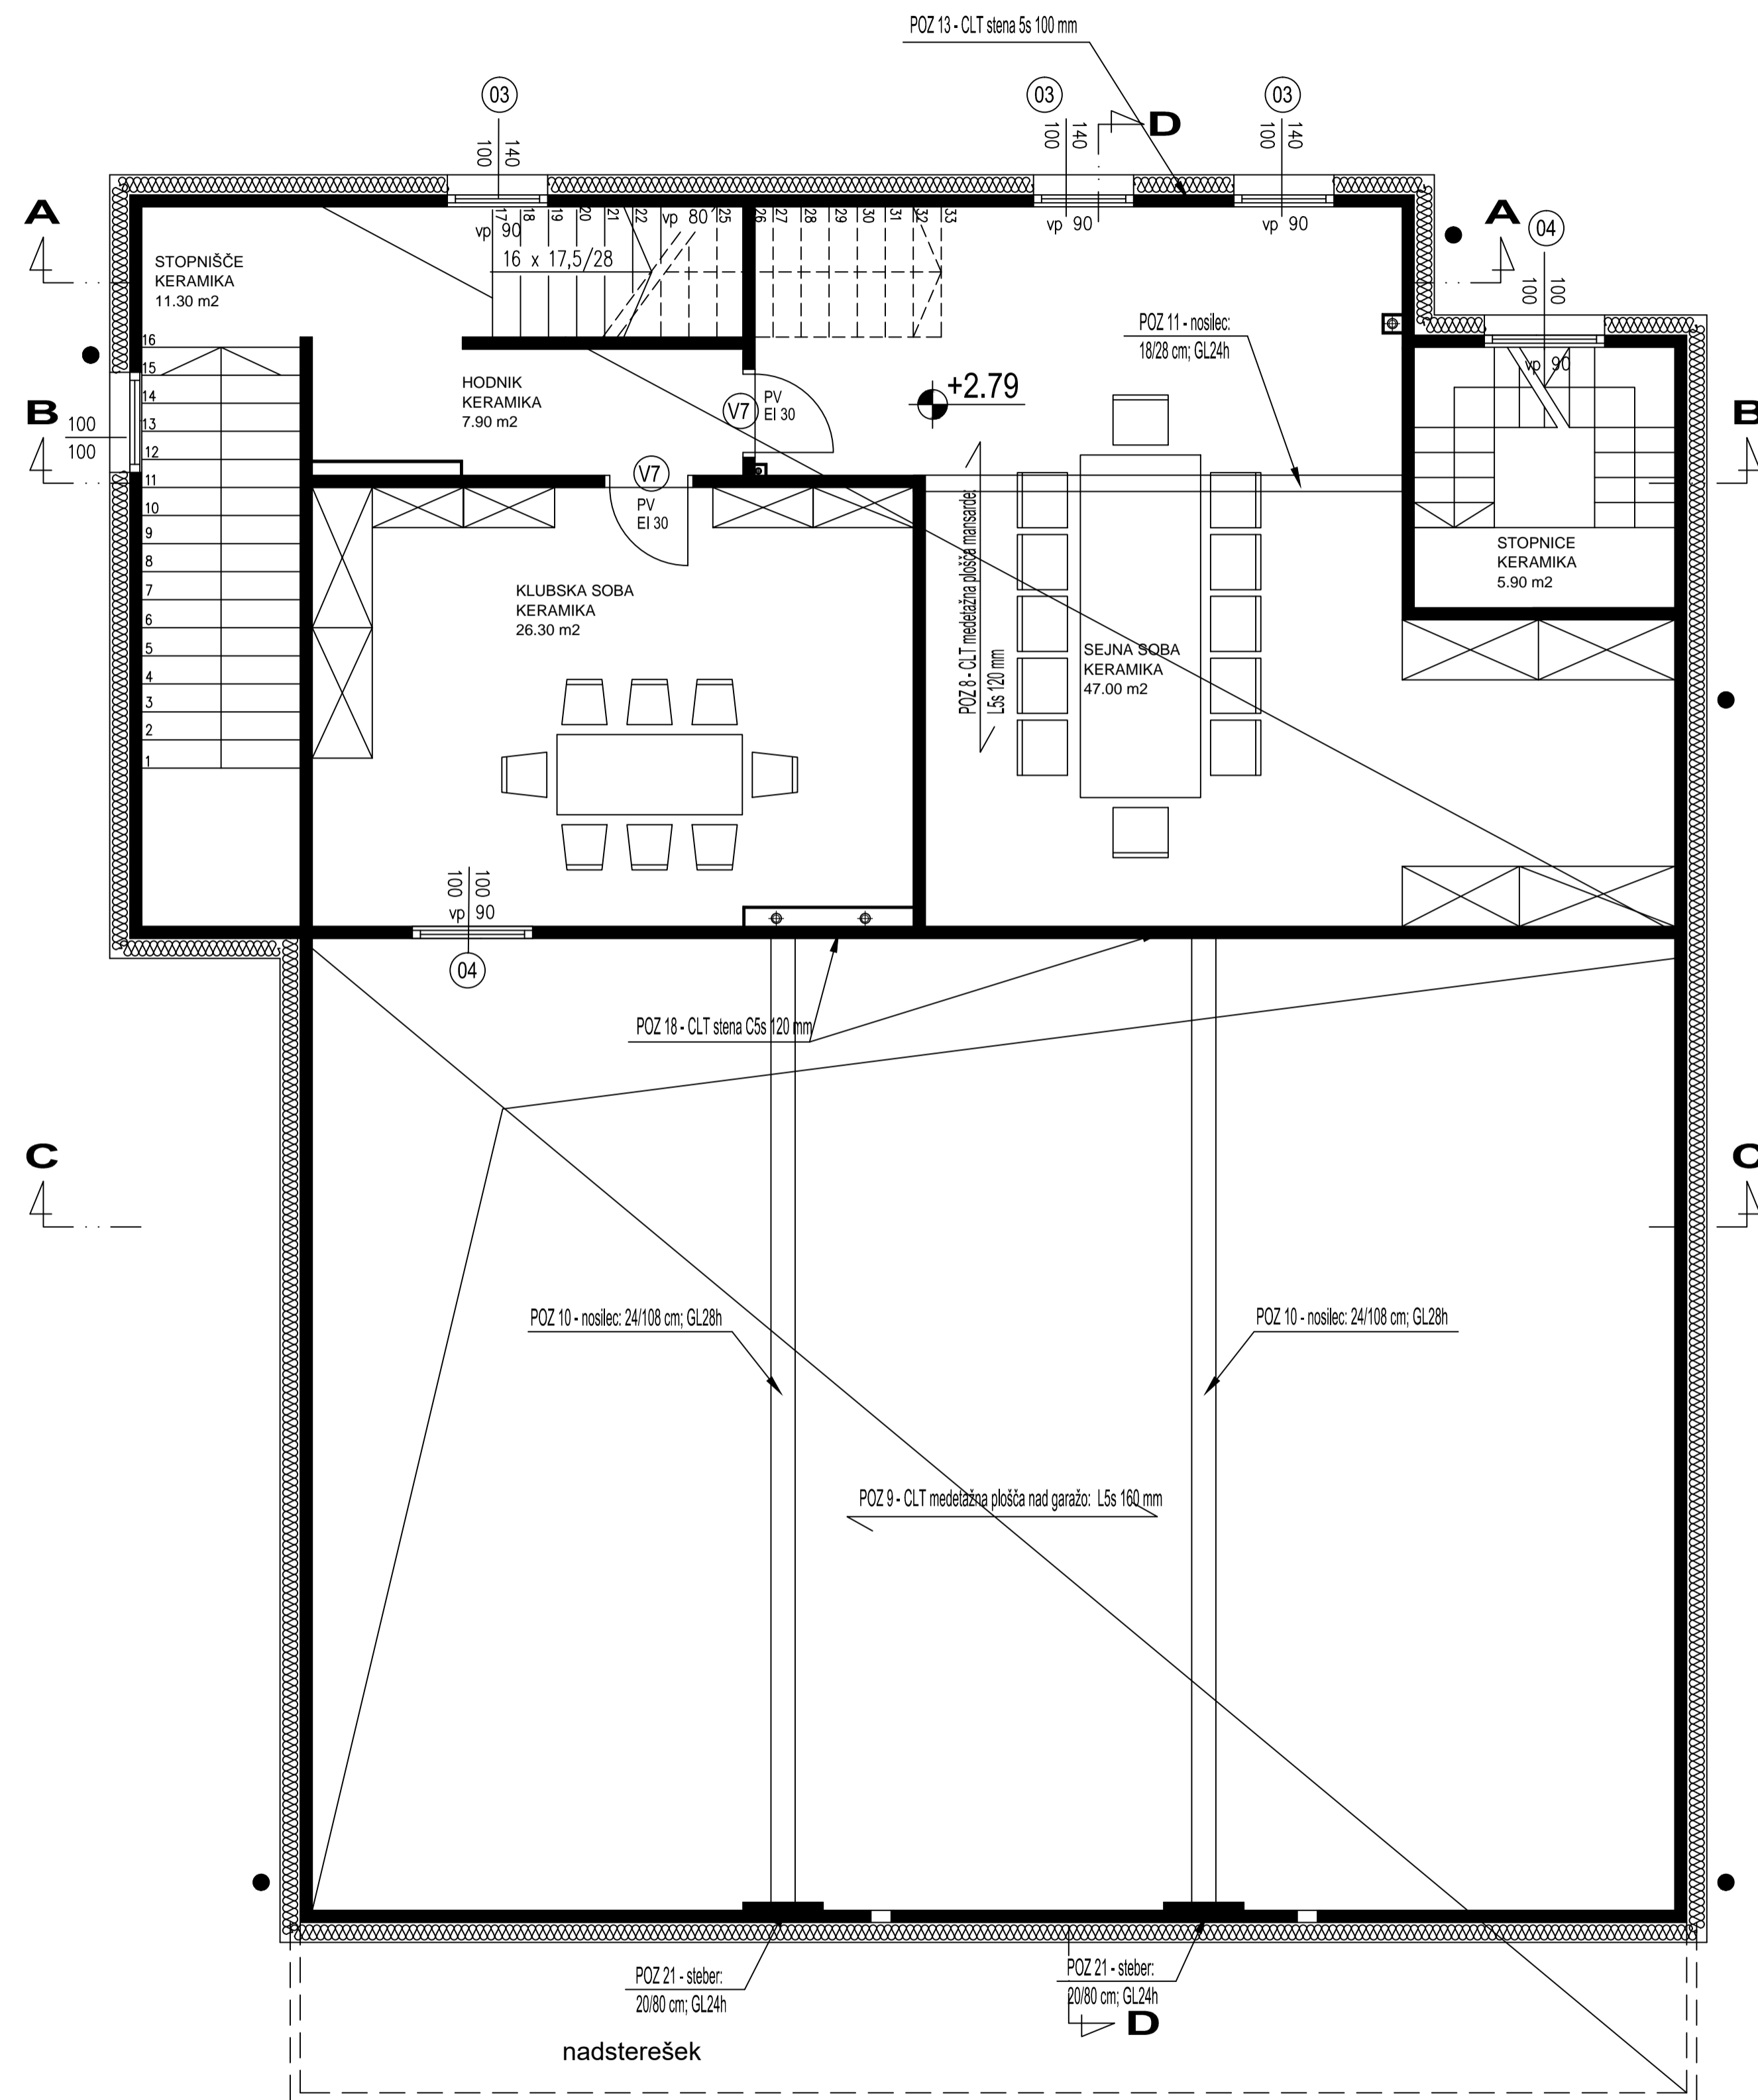 POZ 13 - CLT stena 5s 100 mm
03
03
03
100
140
100
140
100
140
D
A
A
04
vp 90
vp 80
vp 90
vp 90
17
18
19
20
21
22
25
26
27
28
29
30
31
32
33
16 x 17,5/28
STOPNIŠČE
KERAMIKA
11.30 m2
100
100
vp 90
POZ 11 - nosilec:
18/28 cm; GL24h
16
15
14
13
12
11
10
9
8
7
6
5
4
3
2
1
HODNIK
KERAMIKA
7.90 m2
V7
PV
EI 30
+2.79
B
100
100
B
V7
PV
EI 30
POZ 8 - CLT medetažna plošča mansarde:
L5s 120 mm
STOPNICE
KERAMIKA
5.90 m2
KLUBSKA SOBA
KERAMIKA
26.30 m2
SEJNA SOBA
KERAMIKA
47.00 m2
100
100
vp 90
04
POZ 18 - CLT stena C5s 120 mm
C
C
POZ 10 - nosilec: 24/108 cm; GL28h
POZ 10 - nosilec: 24/108 cm; GL28h
POZ 9 - CLT medetažna plošča nad garažo: L5s 160 mm
POZ 21 - steber:
20/80 cm; GL24h
POZ 21 - steber:
20/80 cm; GL24h
D
nadsterešek